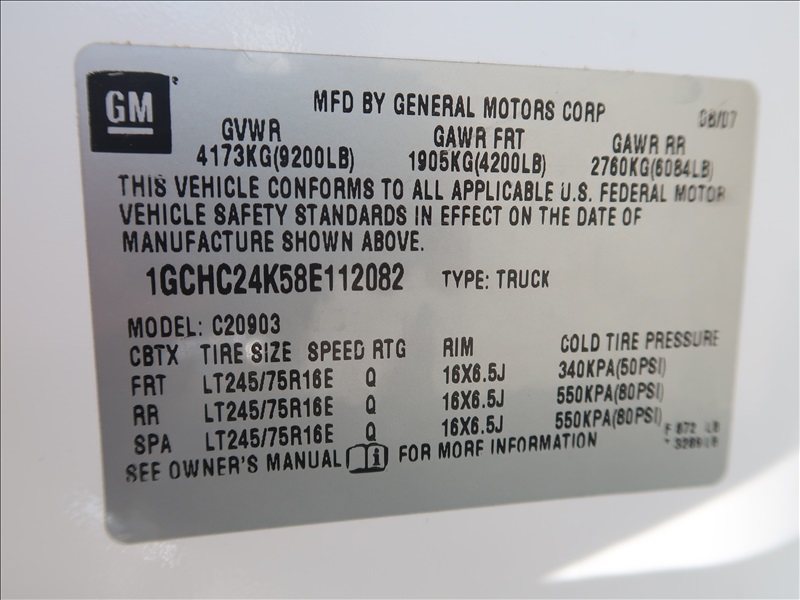 GM
MFD BY GENERAL MOTORS CORP 08/07
GVWR GAWR FRT GAWR RR
4173KG(9200LB) 1905KG(4200LB) 2760KG(6084LB)
THIS VEHICLE CONFORMS TO ALL APPLICABLE U.S. FEDERAL MOTOR
VEHICLE SAFETY STANDARDS IN EFFECT ON THE DATE OF
MANUFACTURE SHOWN ABOVE.
1GCHC24K58E112082 TYPE: TRUCK
MODEL: C20903
CBTX TIRE SIZE SPEED RTG RIM COLD TIRE PRESSURE
FRT LT245/75R16E Q 16X6.5J 340KPA(50PSI)
RR LT245/75R16E Q 16X6.5J 550KPA(80PSI)
SPA LT245/75R16E Q 16X6.5J 550KPA(80PSI)
F 872 LB
SEE OWNER'S MANUAL i FOR MORE INFORMATION